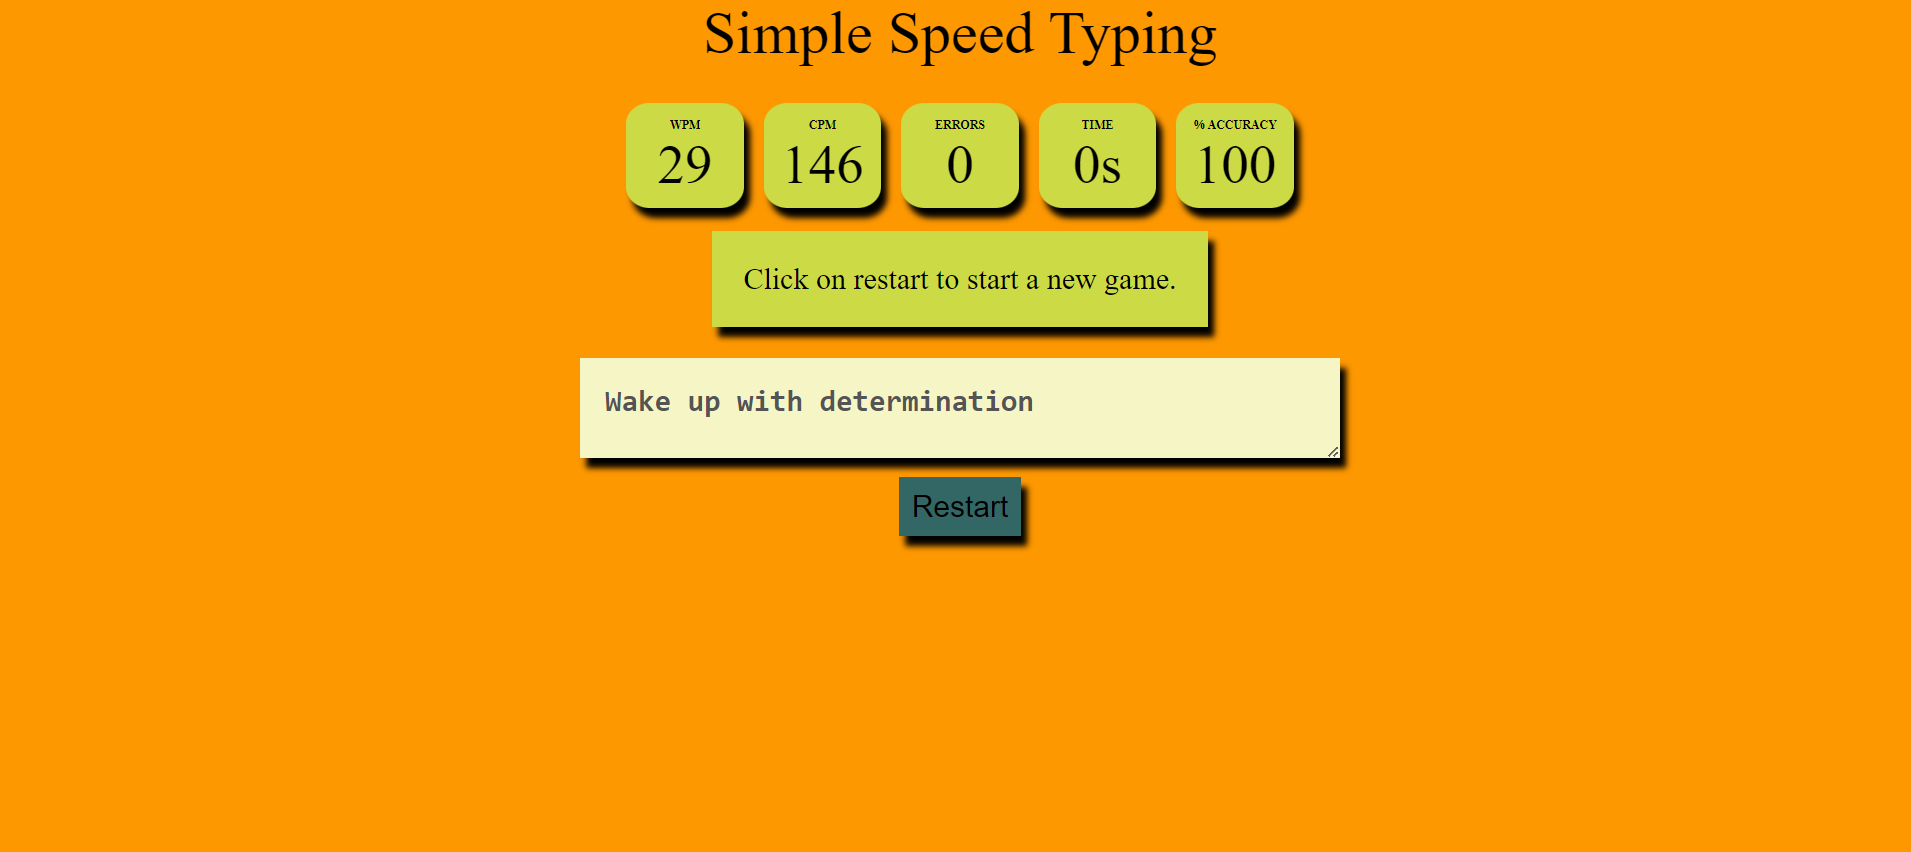 Simple Speed Typing
WPM
29
CPM
146
ERRORS
0
TIME
0s
% ACCURACY
100
Click on restart to start a new game.
Wake up with determination
Restart